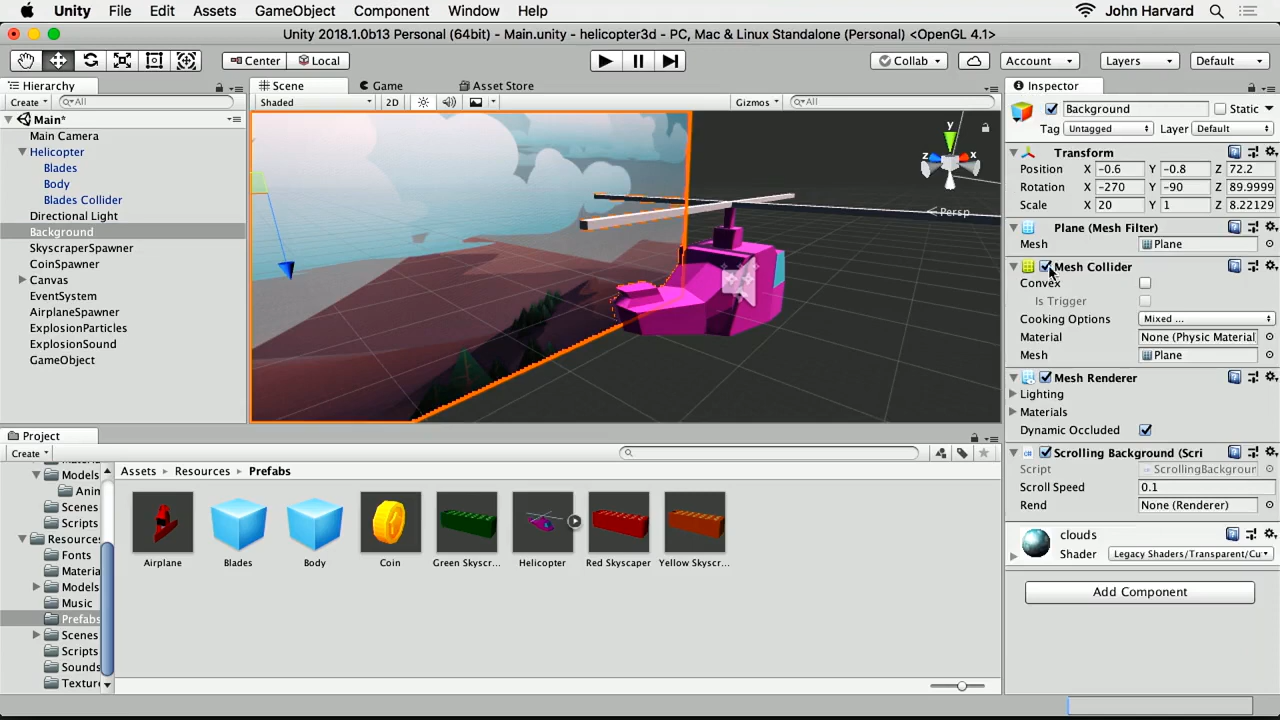 Unity File Edit Assets GameObject Component Window Help John Harvard
Unity 2018.1.0b13 Personal (64bit) - Main.unity - helicopter3d - PC, Mac & Linux Standalone (Personal) <OpenGL 4.1>
Center Local Collab Account Layers Default
Hierarchy
Create All
Main*
Main Camera
Helicopter
Blades
Body
Blades Collider
Directional Light
Background
SkyscraperSpawner
CoinSpawner
Canvas
EventSystem
AirplaneSpawner
ExplosionParticles
ExplosionSound
GameObject
Scene Game Asset Store
Shaded 2D Gizmos All
y
z x
Persp
Inspector
Background Static
Tag Untagged Layer Default
Transform
Position X -0.6 Y -0.8 Z 72.2
Rotation X -270 Y -90 Z 89.9999
Scale X 20 Y 1 Z 8.22129
Plane (Mesh Filter)
Mesh Plane
Mesh Collider
Convex
Is Trigger
Cooking Options Mixed ...
Material None (Physic Material
Mesh Plane
Mesh Renderer
Lighting
Materials
Dynamic Occluded
Scrolling Background (Scri
Script ScrollingBackgroun
Scroll Speed 0.1
Rend None (Renderer)
clouds
Shader Legacy Shaders/Transparent/Cu
Add Component
Project
Create
Models
Anin
Scenes
Scripts
Resources
Fonts
Materia
Models
Music
Prefabs
Scenes
Scripts
Sounds
Textur
Assets Resources Prefabs
Airplane Blades Body Coin Green Skyscr... Helicopter Red Skyscaper Yellow Skyscr...